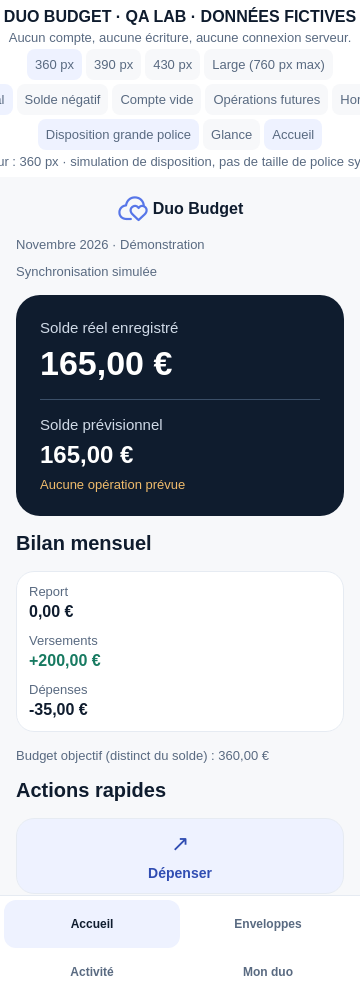 DUO BUDGET · QA LAB · DONNÉES FICTIVES
Aucun compte, aucune écriture, aucune connexion serveur.
360 px 390 px 430 px Large (760 px max)
Solde négatif Compte vide Opérations futures
Disposition grande police Glance Accueil
: 360 px · simulation de disposition, pas de taille de police
Duo Budget
Novembre 2026 · Démonstration
Synchronisation simulée
Solde réel enregistré
165,00 €
Solde prévisionnel
165,00 €
Aucune opération prévue
Bilan mensuel
Report
0,00 €
Versements
+200,00 €
Dépenses
-35,00 €
Budget objectif (distinct du solde) : 360,00 €
Actions rapides
↗
Dépenser
Accueil Enveloppes
Activité Mon duo